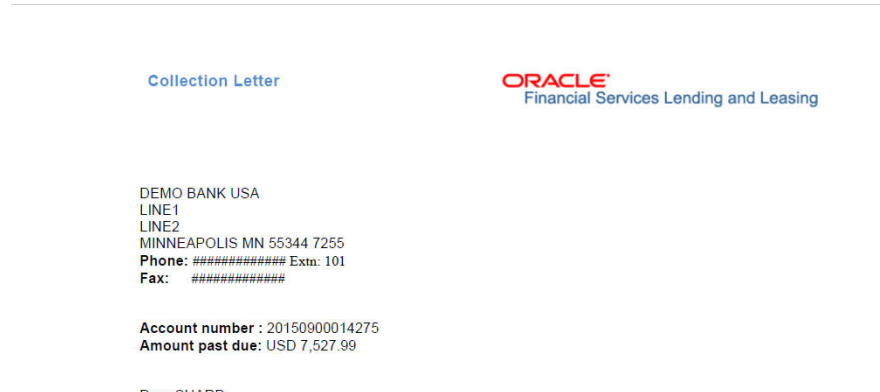 Collection Letter
ORACLE
Financial Services Lending and Leasing
DEMO BANK USA
LINE1
LINE2
MINNEAPOLIS MN 55344 7255
Phone: ############# Extn: 101
Fax: #############
Account number : 20150900014275
Amount past due: USD 7,527.99